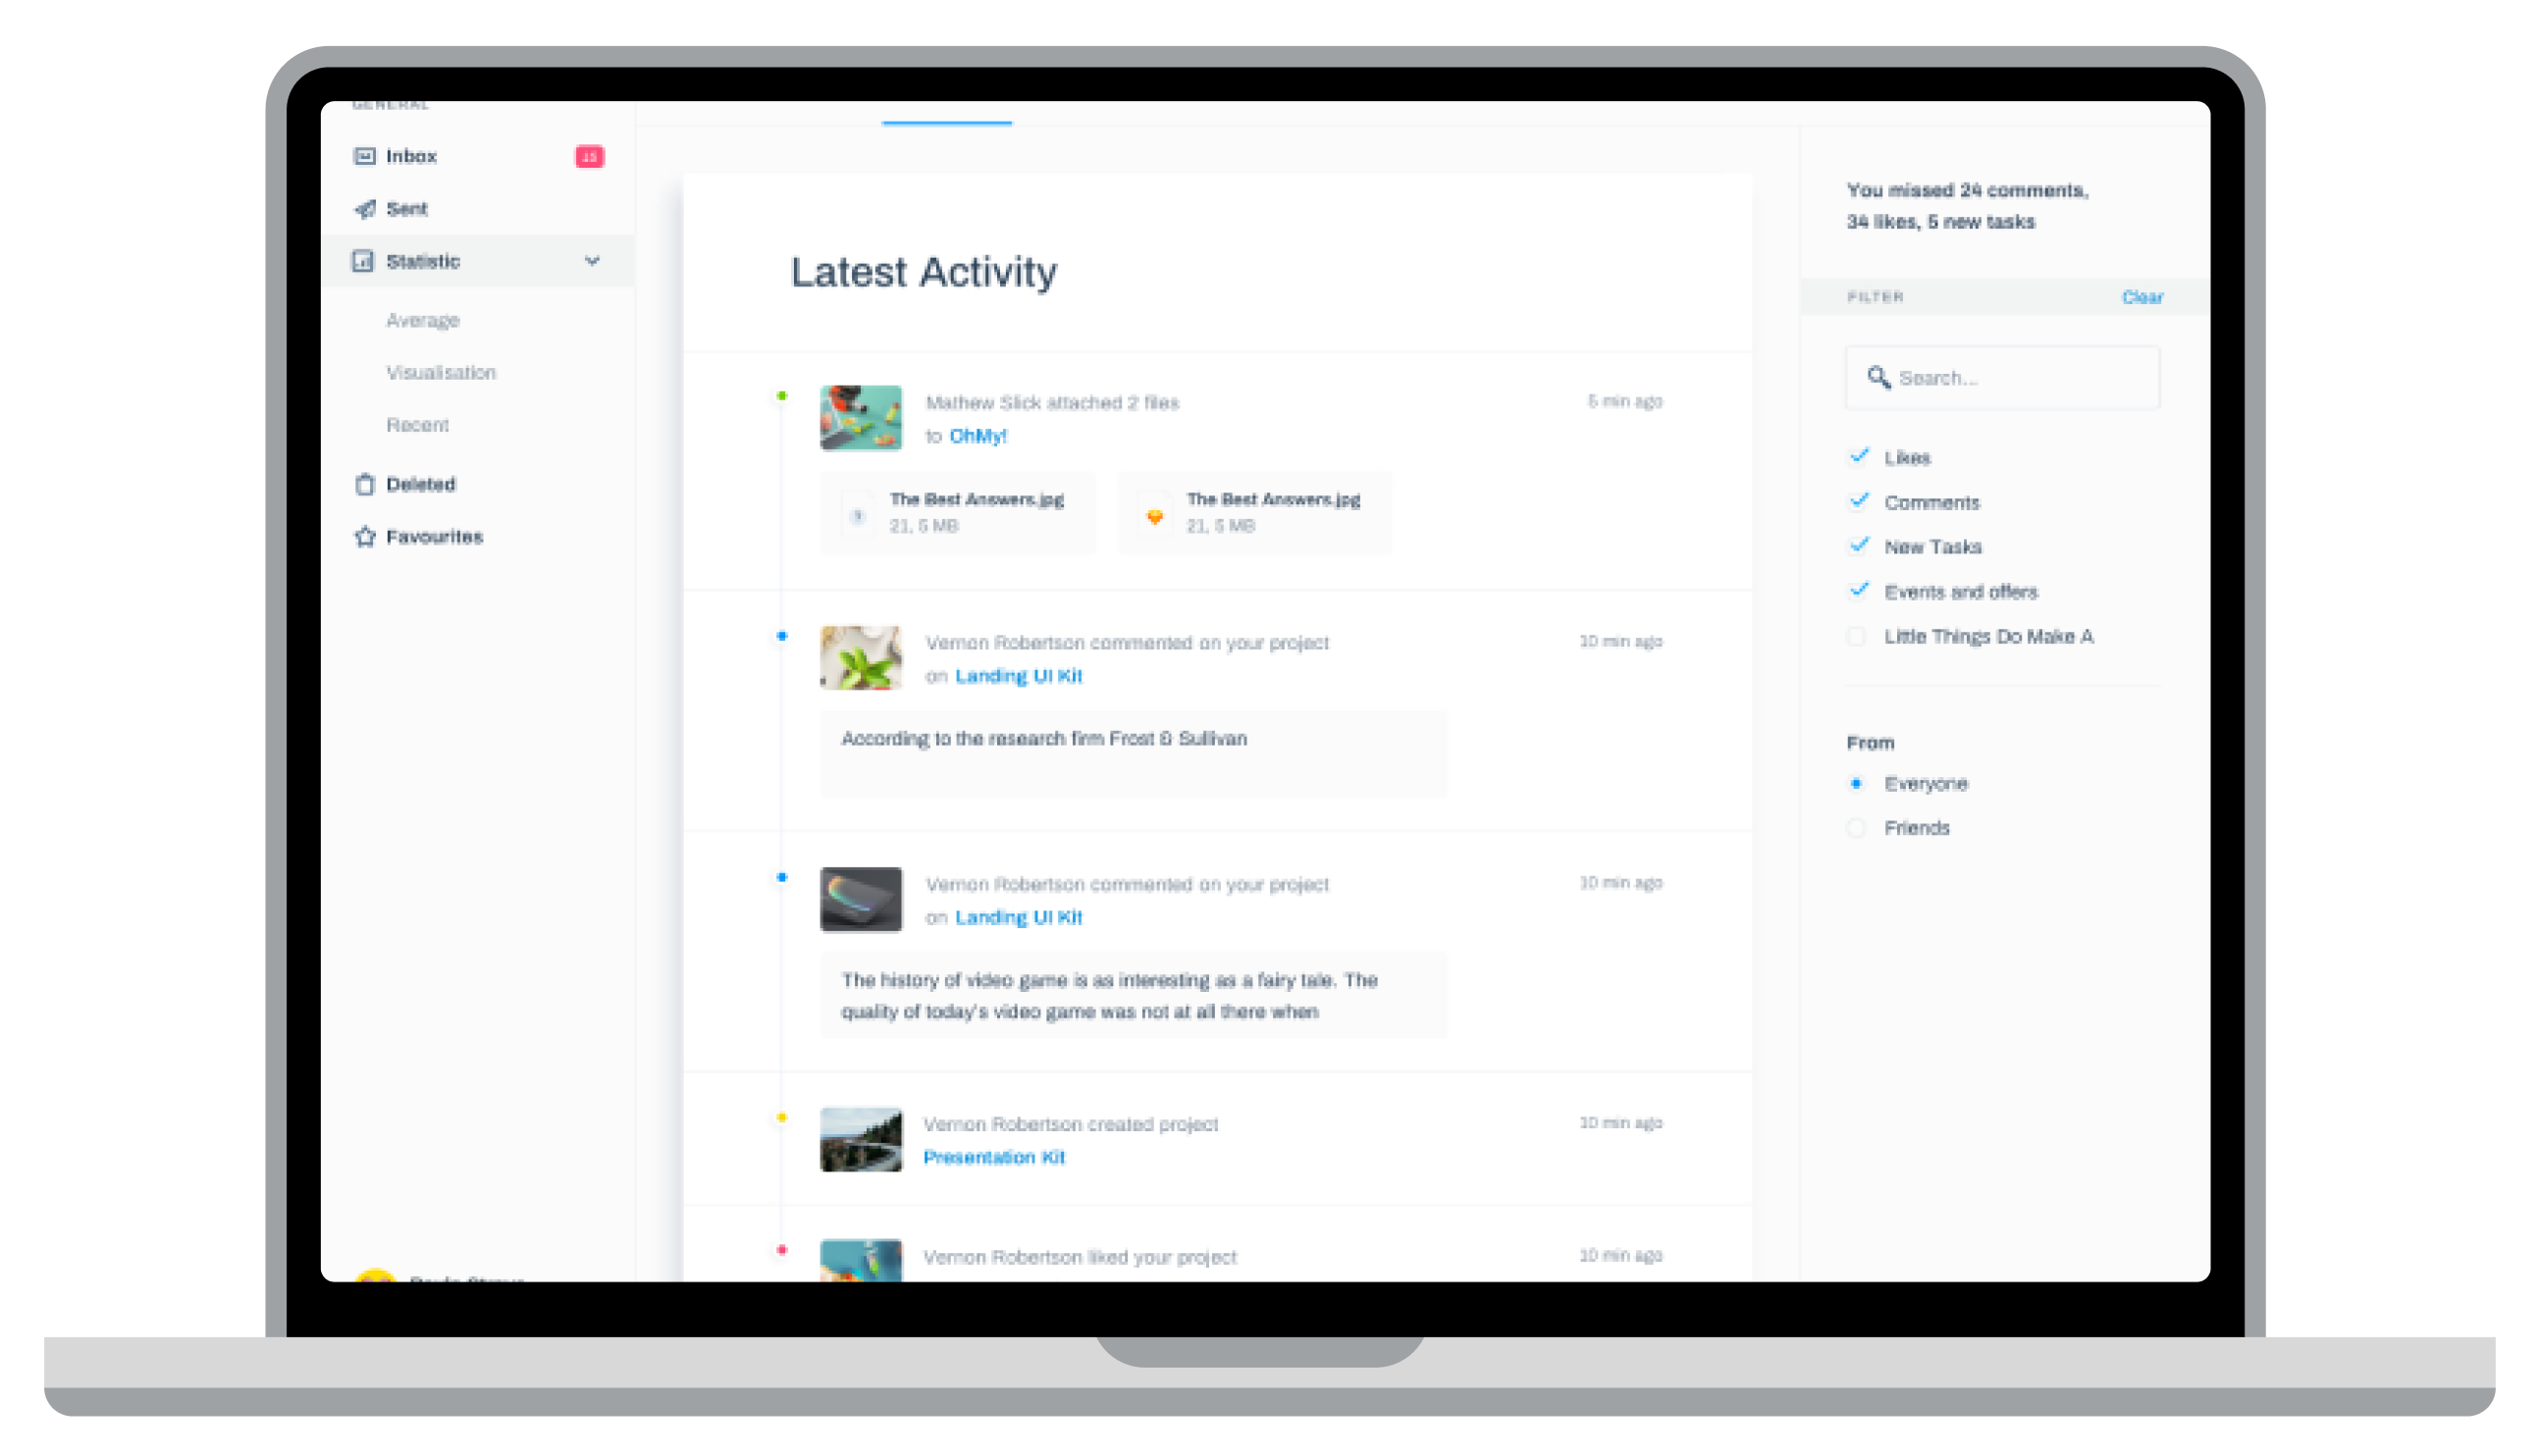 GENERAL
Inbox
15
Sent
Statistic
Average
Visualisation
Recent
Deleted
Favourites
Latest Activity
Mathew Slick attached 2 files
5 min ago
to OhMy!
The Best Answers.jpg
21, 5 MB
The Best Answers.jpg
21, 5 MB
Vernon Robertson commented on your project
10 min ago
on Landing UI Kit
According to the research firm Frost & Sullivan
Vernon Robertson commented on your project
10 min ago
on Landing UI Kit
The history of video game is as interesting as a fairy tale. The
quality of today's video game was not at all there when
Vernon Robertson created project
10 min ago
Presentation Kit
Vernon Robertson liked your project
10 min ago
You missed 24 comments,
34 likes, 5 new tasks
FILTER
Clear
Search...
Likes
Comments
New Tasks
Events and offers
Little Things Do Make A
From
Everyone
Friends